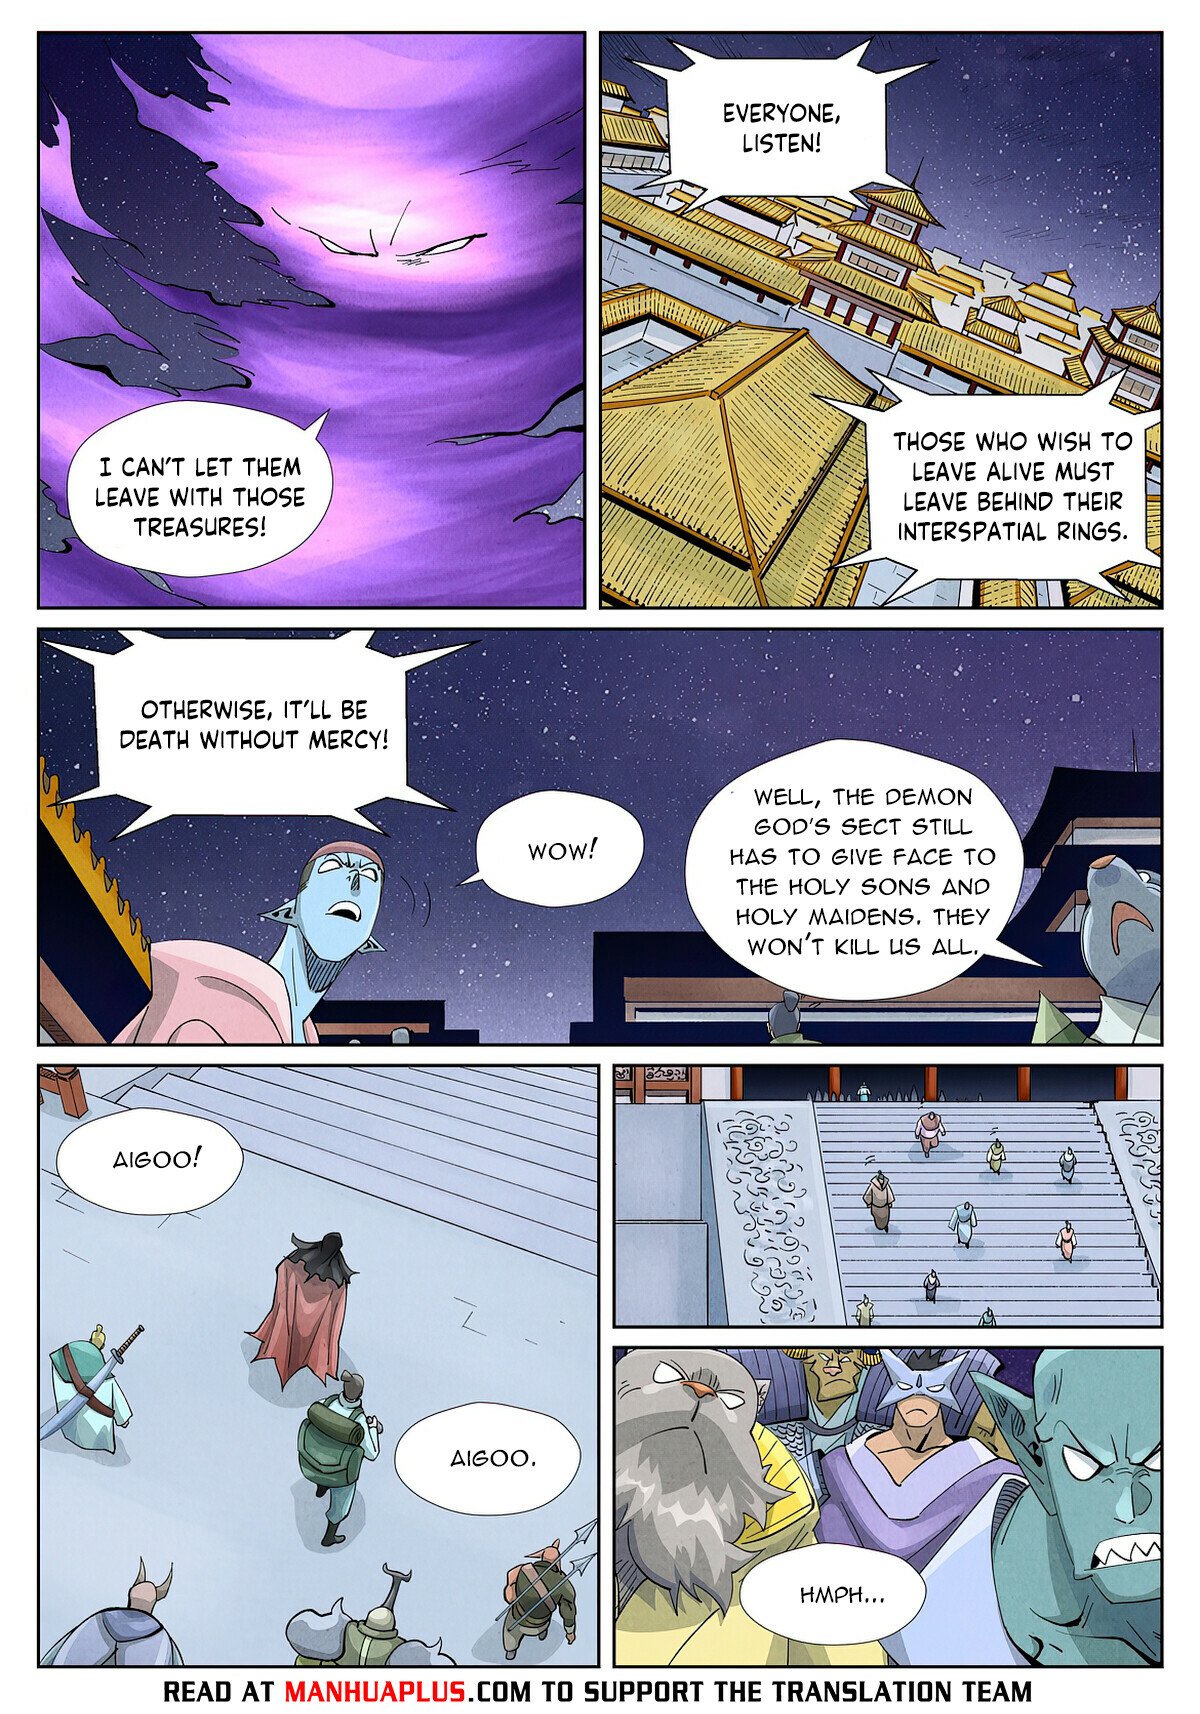 I CAN'T LET THEM
LEAVE WITH THOSE
TREASURES!
EVERYONE,
LISTEN!
THOSE WHO WISH TO
LEAVE ALIVE MUST
LEAVE BEHIND THEIR
INTERSPATIAL RINGS.
OTHERWISE, IT'LL BE
DEATH WITHOUT MERCY!
WOW!
WELL, THE DEMON
GOD'S SECT STILL
HAS TO GIVE FACE TO
THE HOLY SONS AND
HOLY MAIDENS. THEY
WON'T KILL US ALL.
AIGOO!
AIGOO.
HMPH...
READ AT MANHUAPLUS.COM TO SUPPORT THE TRANSLATION TEAM